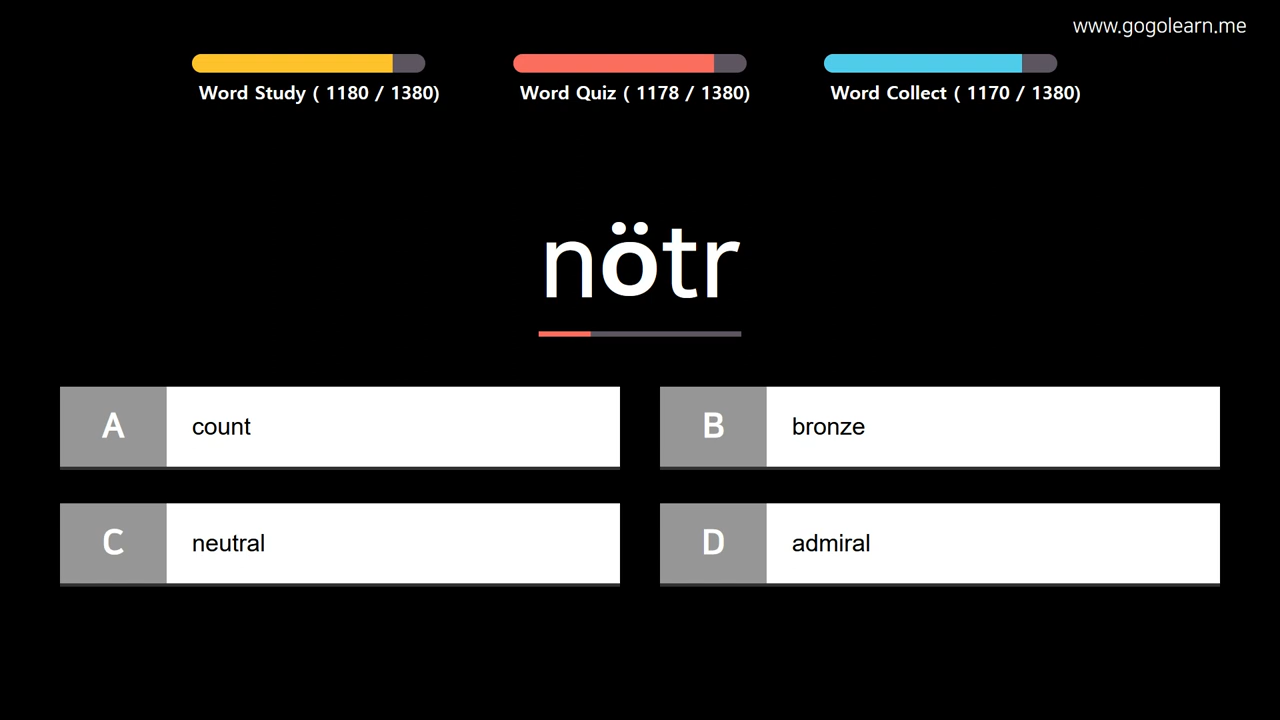 www.gogolearn.me
Word Study ( 1180 / 1380)
Word Quiz ( 1178 / 1380)
Word Collect ( 1170 / 1380)
nötr
A count
B bronze
C neutral
D admiral